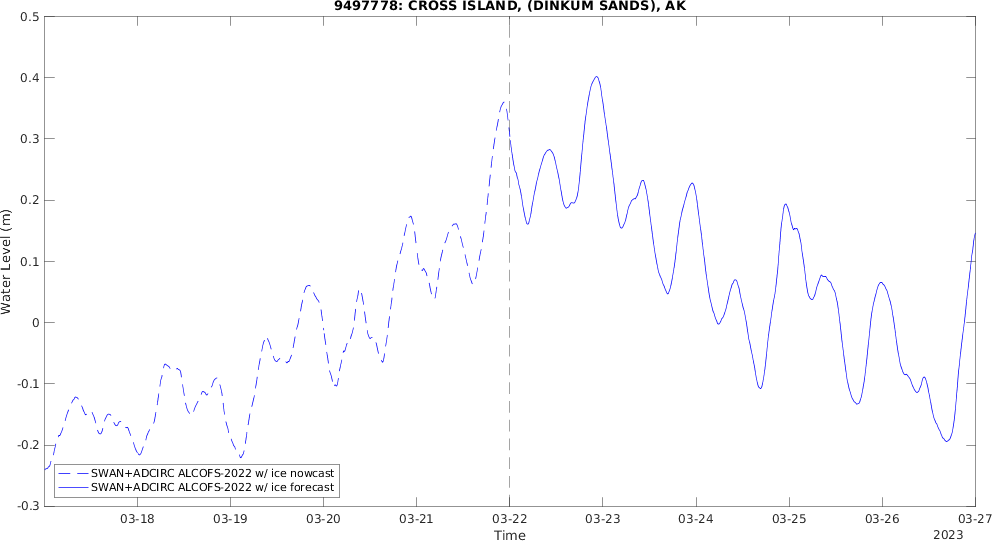 9497778: CROSS ISLAND, (DINKUM SANDS), AK
0.5
0.4
0.3
0.2
0.1
0
-0.1
-0.2
-0.3
Water Level (m)
SWAN+ADCIRC ALCOFS-2022 w/ ice nowcast
SWAN+ADCIRC ALCOFS-2022 w/ ice forecast
03-18 03-19 03-20 03-21 03-22 03-23 03-24 03-25 03-26 03-27
Time
2023